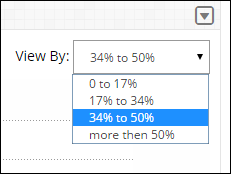 View By: 34% to 50%
0 to 17%
17% to 34%
34% to 50%
more then 50%